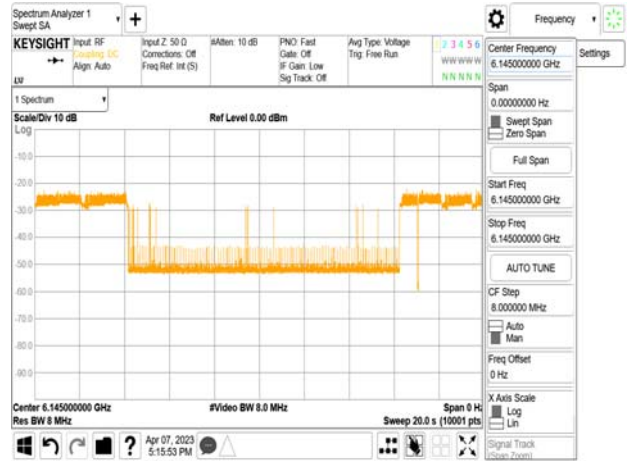 Spectrum Analyzer 1
Swept SA
+
Frequency
KEYSIGHT
Input: RF
Coupling: DC
Align: Auto
Input Z: 50 Ω
Corrections: Off
Freq Ref: Int (S)
#Atten: 10 dB
PNO: Fast
Gate: Off
IF Gain: Low
Sig Track: Off
Avg Type: Voltage
Trig: Free Run
2 3 4 5 6
W W W W W
N N N N N
Settings
1 Spectrum
Scale/Div 10 dB
Ref Level 0.00 dBm
Log
-10.0
-20.0
-30.0
-40.0
-50.0
-60.0
-70.0
-80.0
-90.0
Center 6.145000000 GHz
#Video BW 8.0 MHz
Span 0 Hz
Res BW 8 MHz
Sweep 20.0 s (10001 pts
Center Frequency
6.145000000 GHz
Span
0.00000000 Hz
Swept Span
Zero Span
Full Span
Start Freq
6.145000000 GHz
Stop Freq
6.145000000 GHz
AUTO TUNE
CF Step
8.000000 MHz
Auto
Man
Freq Offset
0 Hz
X Axis Scale
Log
Lin
Signal Track
(Span Zoom)
?
Apr 07, 2023
5:15:53 PM